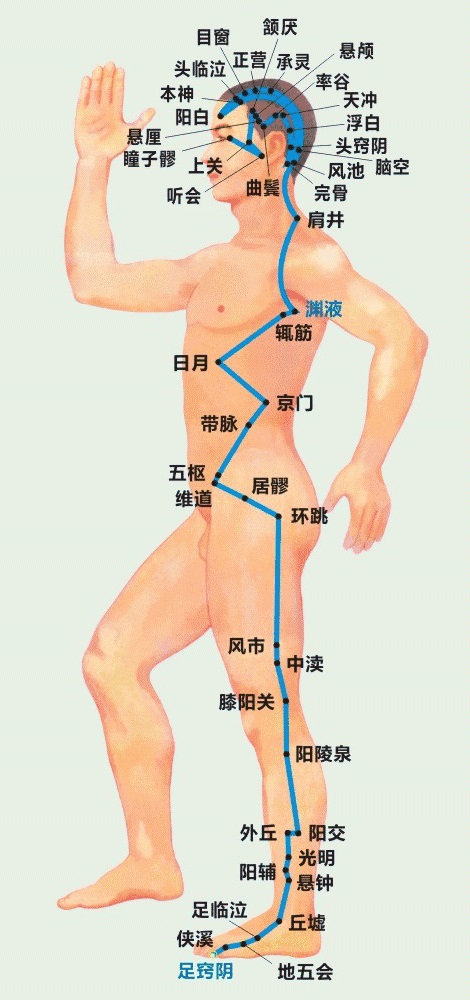 颔厌
目窗
正营
承灵
悬颅
头临泣
率谷
本神
天冲
阳白
浮白
悬厘
头窍阴
瞳子髎
脑空
上关
风池
听会
曲鬓
完骨
肩井
渊液
辄筋
日月
京门
带脉
五枢
维道
居髎
环跳
风市
中渎
膝阳关
阳陵泉
外丘
阳交
光明
阳辅
悬钟
足临泣
丘墟
侠溪
足窍阴
地五会